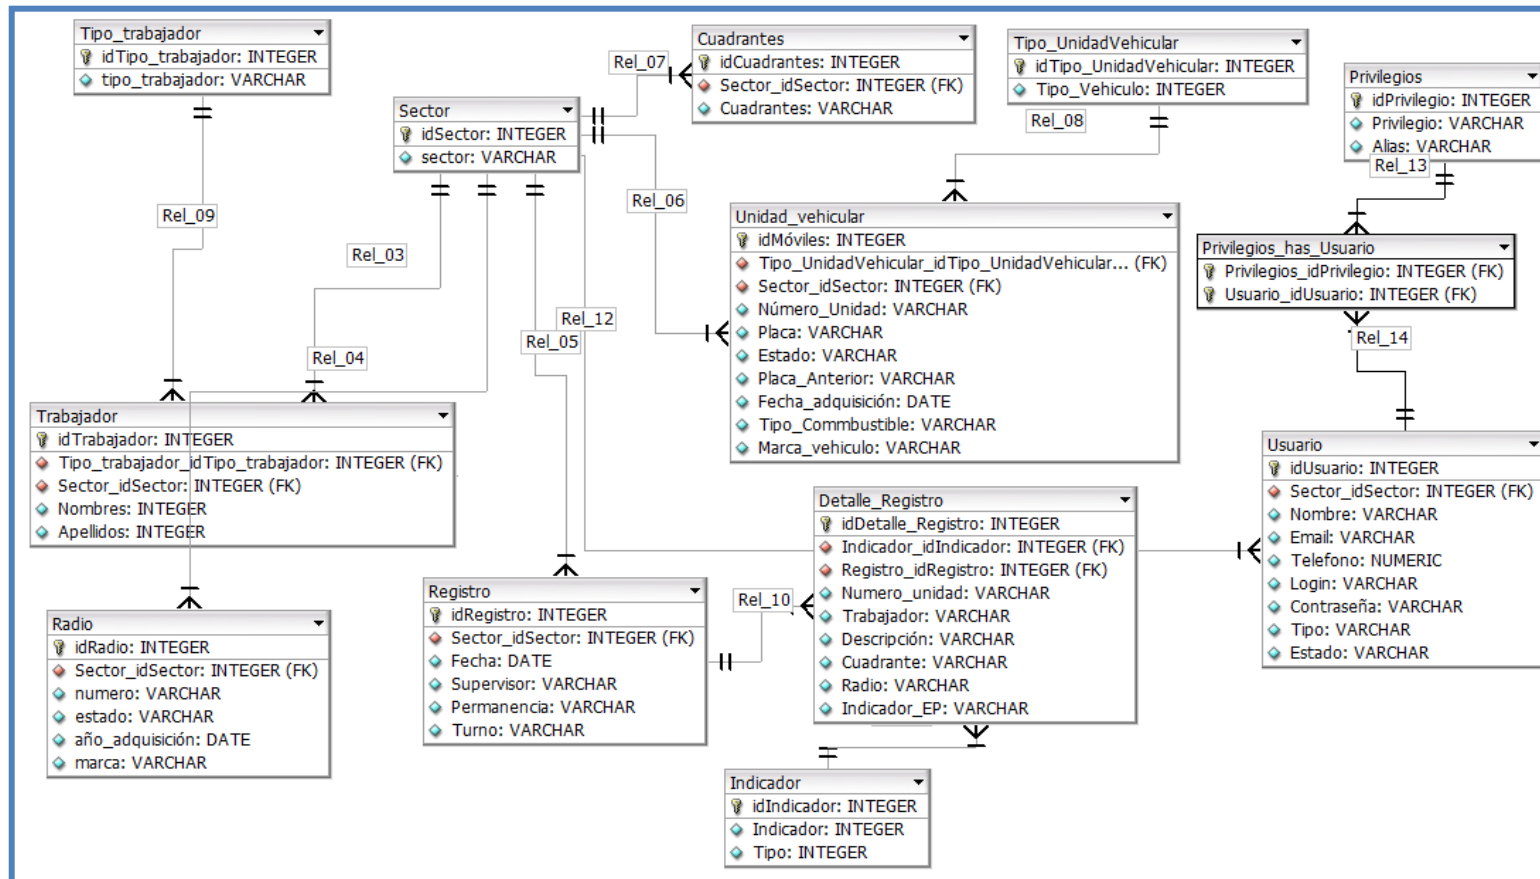 Tipo_trabajador
idTipo_trabajador: INTEGER
tipo_trabajador: VARCHAR
Rel_09
Sector
idSector: INTEGER
sector: VARCHAR
Rel_07
Cuadrantes
idCuadrantes: INTEGER
Sector_idSector: INTEGER (FK)
Cuadrantes: VARCHAR
Tipo_UnidadVehicular
idTipo_UnidadVehicular: INTEGER
Tipo_Vehiculo: INTEGER
Rel_08
Privilegios
idPrivilegio: INTEGER
Privilegio: VARCHAR
Alias: VARCHAR
Rel_13
Rel_06
Rel_03
Rel_12
Rel_05
Rel_04
Unidad_vehicular
idMóviles: INTEGER
Tipo_UnidadVehicular_idTipo_UnidadVehicular... (FK)
Sector_idSector: INTEGER (FK)
Número_Unidad: VARCHAR
Placa: VARCHAR
Estado: VARCHAR
Placa_Anterior: VARCHAR
Fecha_adquisición: DATE
Tipo_Commbustible: VARCHAR
Marca_vehiculo: VARCHAR
Privilegios_has_Usuario
Privilegios_idPrivilegio: INTEGER (FK)
Usuario_idUsuario: INTEGER (FK)
Rel_14
Trabajador
idTrabajador: INTEGER
Tipo_trabajador_idTipo_trabajador: INTEGER (FK)
Sector_idSector: INTEGER (FK)
Nombres: INTEGER
Apellidos: INTEGER
Usuario
idUsuario: INTEGER
Sector_idSector: INTEGER (FK)
Nombre: VARCHAR
Email: VARCHAR
Telefono: NUMERIC
Login: VARCHAR
Contraseña: VARCHAR
Tipo: VARCHAR
Estado: VARCHAR
Detalle_Registro
idDetalle_Registro: INTEGER
Indicador_idIndicador: INTEGER (FK)
Registro_idRegistro: INTEGER (FK)
Numero_unidad: VARCHAR
Trabajador: VARCHAR
Descripción: VARCHAR
Cuadrante: VARCHAR
Radio: VARCHAR
Indicador_EP: VARCHAR
Rel_10
Registro
idRegistro: INTEGER
Sector_idSector: INTEGER (FK)
Fecha: DATE
Supervisor: VARCHAR
Permanencia: VARCHAR
Turno: VARCHAR
Radio
idRadio: INTEGER
Sector_idSector: INTEGER (FK)
numero: VARCHAR
estado: VARCHAR
año_adquisición: DATE
marca: VARCHAR
Indicador
idIndicador: INTEGER
Indicador: INTEGER
Tipo: INTEGER